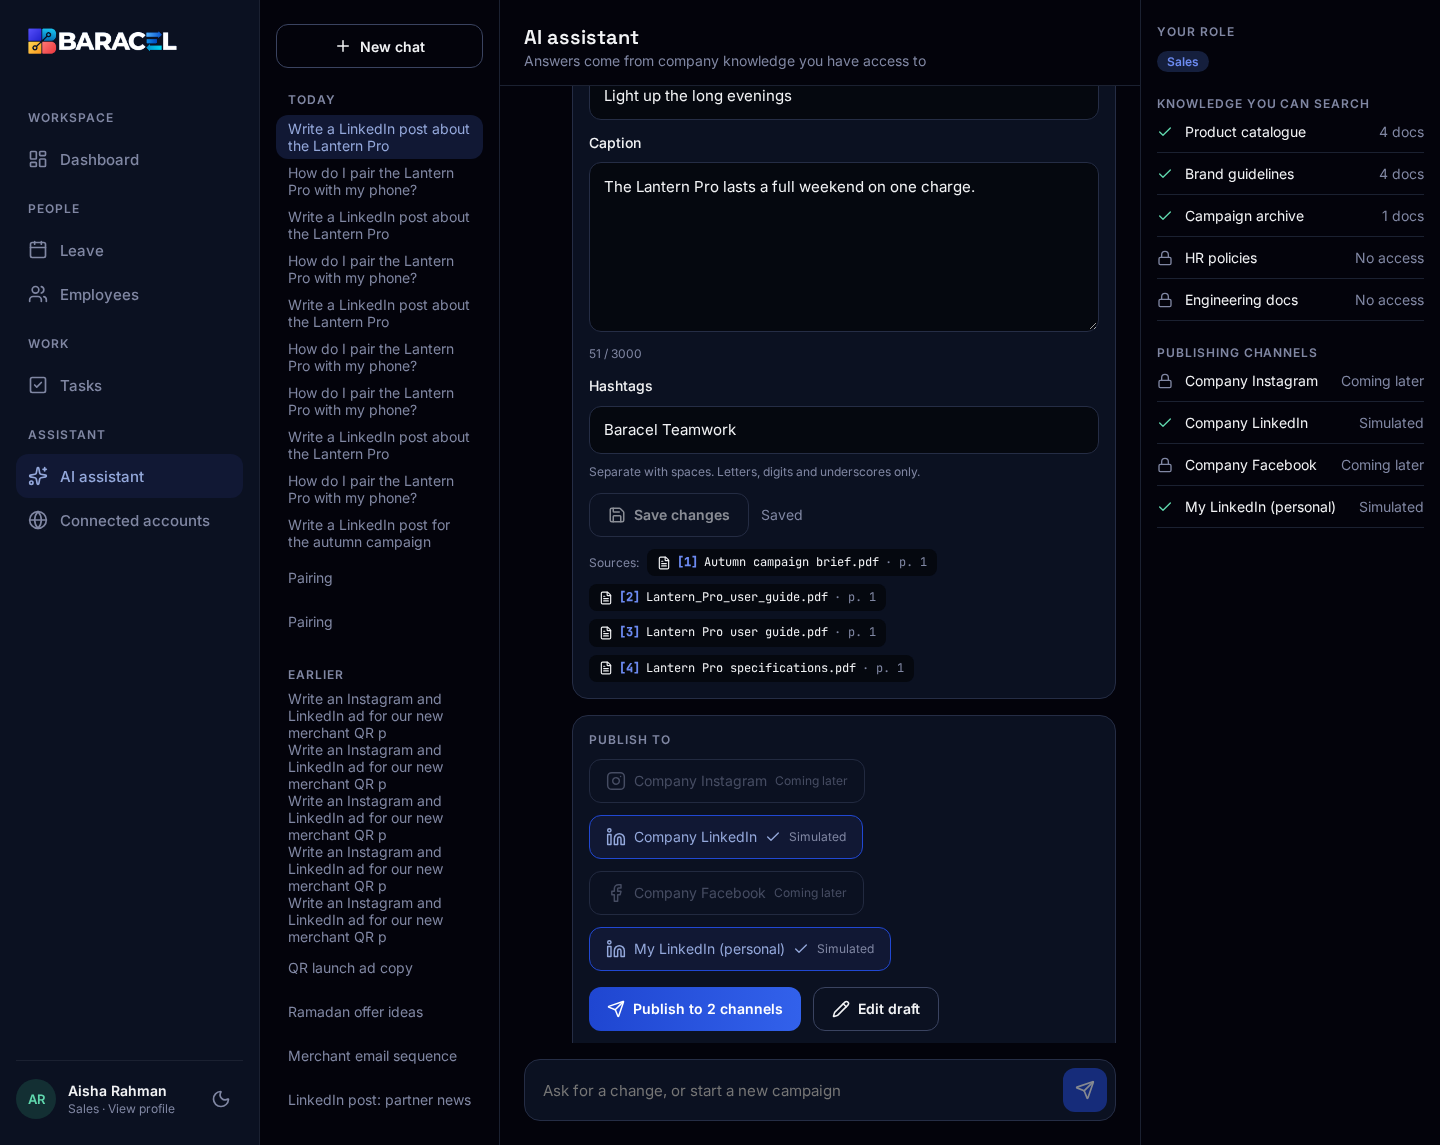 BARACEL
WORKSPACE
Dashboard
PEOPLE
Leave
Employees
WORK
Tasks
ASSISTANT
AI assistant
Connected accounts
AR
Aisha Rahman
Sales · View profile
New chat
TODAY
Write a LinkedIn post about
the Lantern Pro
How do I pair the Lantern
Pro with my phone?
Write a LinkedIn post about
the Lantern Pro
How do I pair the Lantern
Pro with my phone?
Write a LinkedIn post about
the Lantern Pro
How do I pair the Lantern
Pro with my phone?
How do I pair the Lantern
Pro with my phone?
Write a LinkedIn post about
the Lantern Pro
How do I pair the Lantern
Pro with my phone?
Write a LinkedIn post for
the autumn campaign
Pairing
Pairing
EARLIER
Write an Instagram and
LinkedIn ad for our new
merchant QR p
Write an Instagram and
LinkedIn ad for our new
merchant QR p
Write an Instagram and
LinkedIn ad for our new
merchant QR p
Write an Instagram and
LinkedIn ad for our new
merchant QR p
Write an Instagram and
LinkedIn ad for our new
merchant QR p
QR launch ad copy
Ramadan offer ideas
Merchant email sequence
LinkedIn post: partner news
AI assistant
Answers come from company knowledge you have access to
Light up the long evenings
Caption
The Lantern Pro lasts a full weekend on one charge.
51 / 3000
Hashtags
Baracel Teamwork
Separate with spaces. Letters, digits and underscores only.
Save changes Saved
Sources: [1] Autumn campaign brief.pdf · p. 1
[2] Lantern_Pro_user_guide.pdf · p. 1
[3] Lantern Pro user guide.pdf · p. 1
[4] Lantern Pro specifications.pdf · p. 1
PUBLISH TO
Company Instagram Coming later
Company LinkedIn Simulated
Company Facebook Coming later
My LinkedIn (personal) Simulated
Publish to 2 channels Edit draft
Ask for a change, or start a new campaign
YOUR ROLE
Sales
KNOWLEDGE YOU CAN SEARCH
Product catalogue 4 docs
Brand guidelines 4 docs
Campaign archive 1 docs
HR policies No access
Engineering docs No access
PUBLISHING CHANNELS
Company Instagram Coming later
Company LinkedIn Simulated
Company Facebook Coming later
My LinkedIn (personal) Simulated